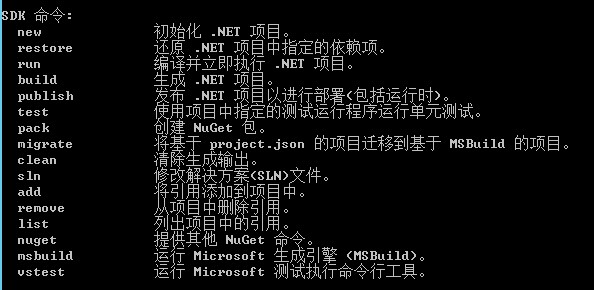 SDK 命令:
new 初始化 .NET 项目。
restore 还原 .NET 项目中指定的依赖项。
run 编译并立即执行 .NET 项目。
build 生成 .NET 项目。
publish 发布 .NET 项目以进行部署(包括运行时)。
test 使用项目中指定的测试运行程序运行单元测试。
pack 创建 NuGet 包。
migrate 将基于 project.json 的项目迁移到基于 MSBuild 的项目。
clean 清除生成输出。
sln 修改解决方案(SLN)文件。
add 将引用添加到项目中。
remove 从项目中删除引用。
list 列出项目中的引用。
nuget 提供其他 NuGet 命令。
msbuild 运行 Microsoft 生成引擎 (MSBuild)。
vstest 运行 Microsoft 测试执行命令行工具。